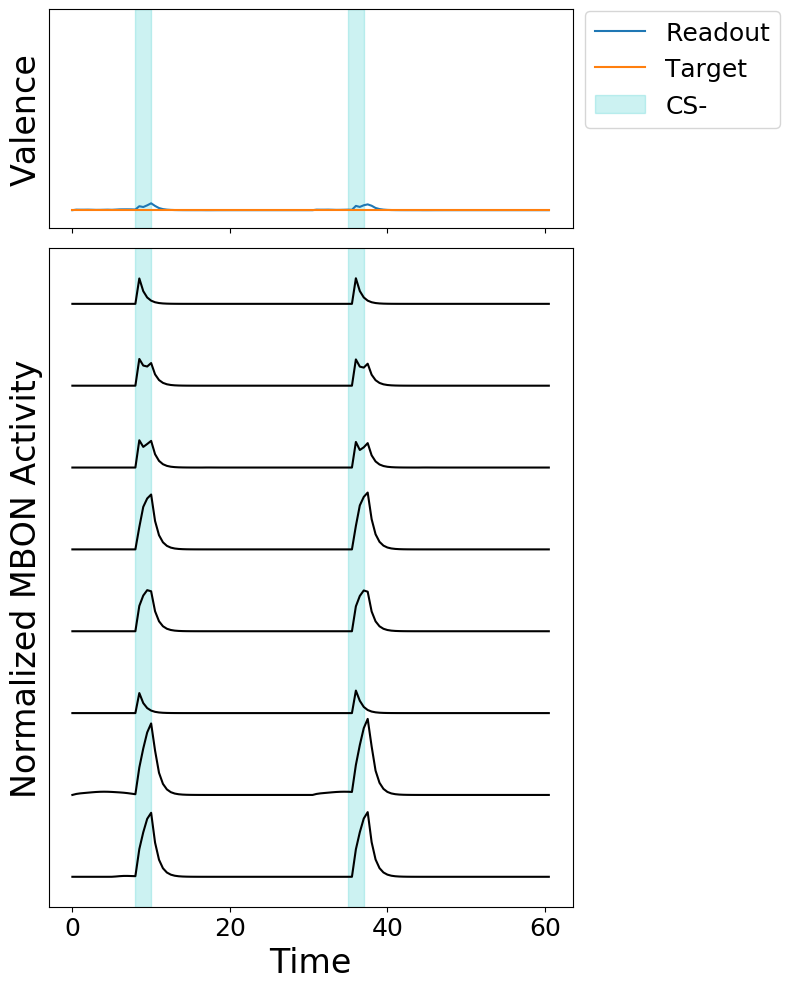 Valence
Readout
Target
CS-
Normalized MBON Activity
0 20 40 60
Time